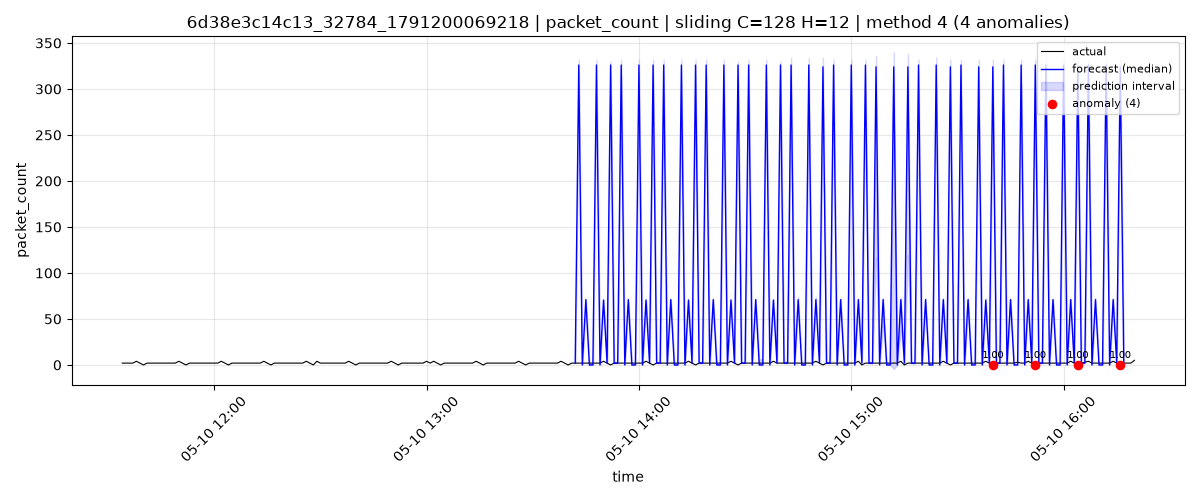 6d38e3c14c13_32784_1791200069218 | packet_count | sliding C=128 H=12 | method 4 (4 anomalies)
packet_count
350
300
250
200
150
100
50
0
actual
forecast (median)
prediction interval
anomaly (4)
1.00 1.00 1.00 1.00
05-10 12:00
05-10 13:00
05-10 14:00
05-10 15:00
05-10 16:00
time